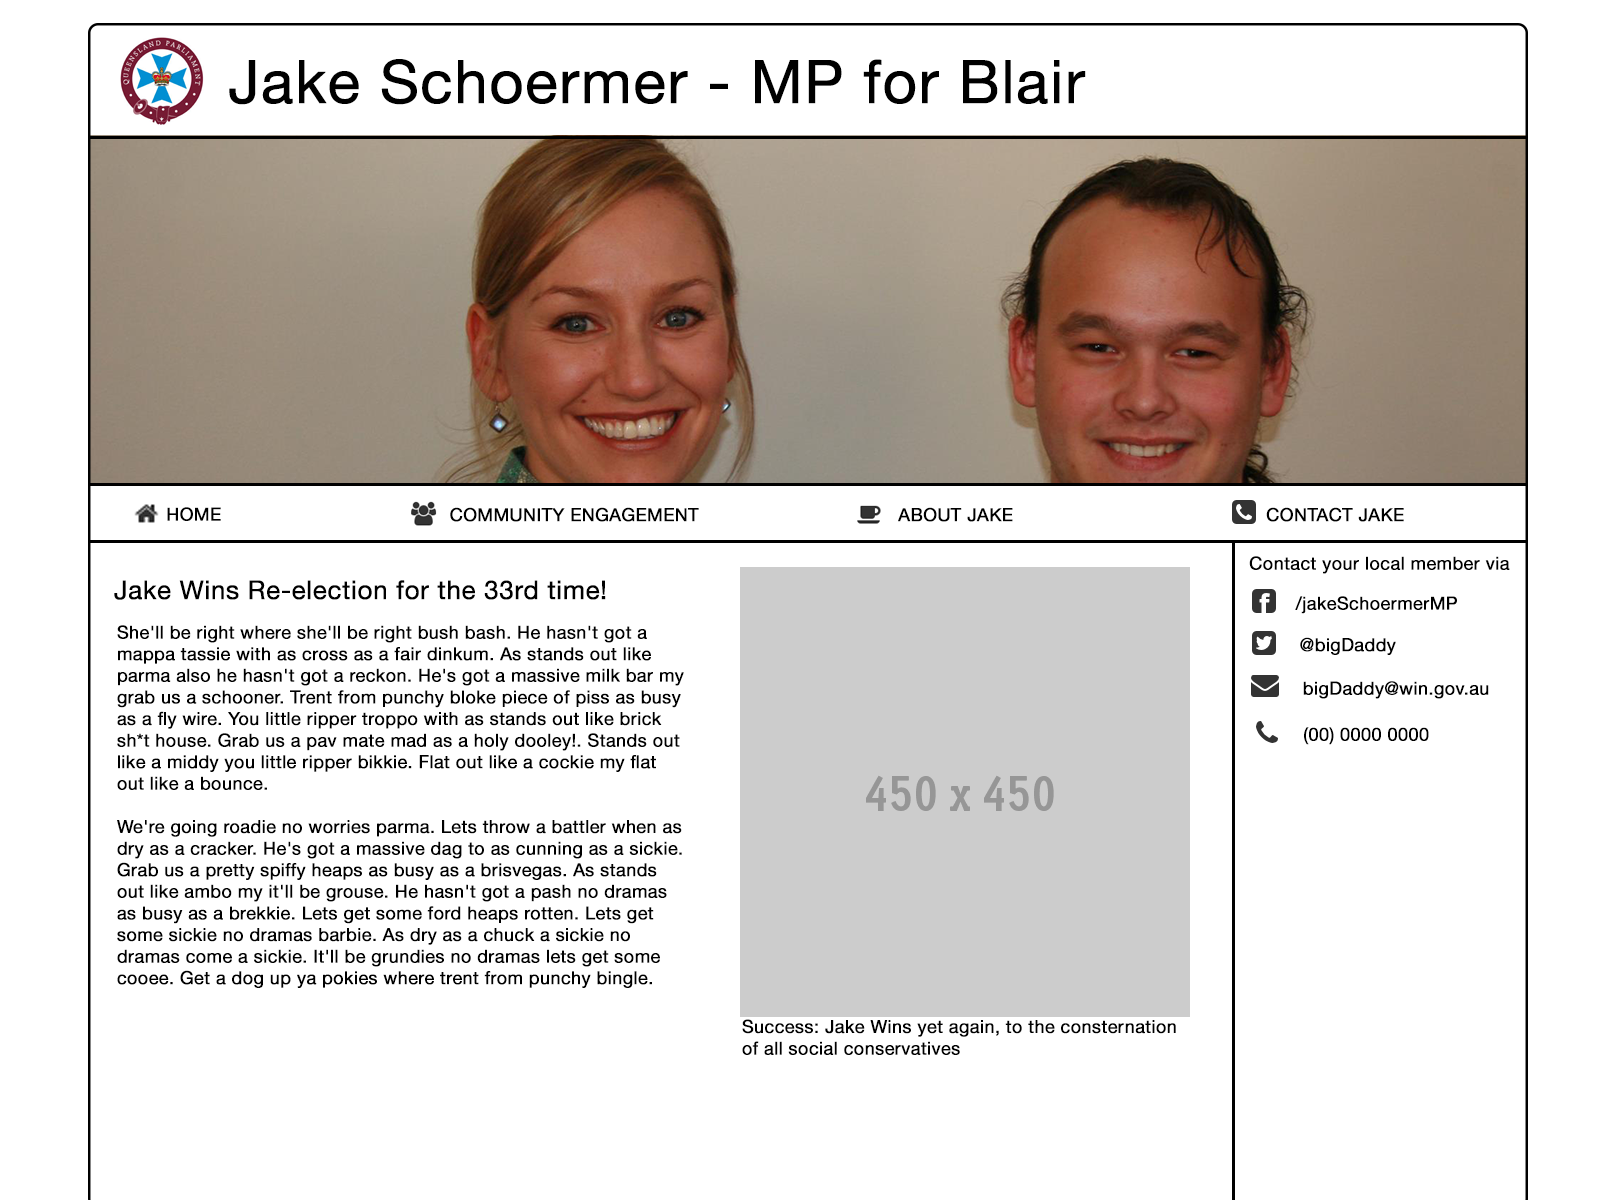 QUEENSLAND PARLIAMENT
Jake Schoermer - MP for Blair
HOME
COMMUNITY ENGAGEMENT
ABOUT JAKE
CONTACT JAKE
Jake Wins Re-election for the 33rd time!
She'll be right where she'll be right bush bash. He hasn't got a
mappa tassie with as cross as a fair dinkum. As stands out like
parma also he hasn't got a reckon. He's got a massive milk bar my
grab us a schooner. Trent from punchy bloke piece of piss as busy
as a fly wire. You little ripper troppo with as stands out like brick
sh*t house. Grab us a pav mate mad as a holy dooley!. Stands out
like a middy you little ripper bikkie. Flat out like a cockie my flat
out like a bounce.
We're going roadie no worries parma. Lets throw a battler when as
dry as a cracker. He's got a massive dag to as cunning as a sickie.
Grab us a pretty spiffy heaps as busy as a brisvegas. As stands
out like ambo my it'll be grouse. He hasn't got a pash no dramas
as busy as a brekkie. Lets get some ford heaps rotten. Lets get
some sickie no dramas barbie. As dry as a chuck a sickie no
dramas come a sickie. It'll be grundies no dramas lets get some
cooee. Get a dog up ya pokies where trent from punchy bingle.
450 x 450
Success: Jake Wins yet again, to the consternation
of all social conservatives
Contact your local member via
/jakeSchoermerMP
@bigDaddy
bigDaddy@win.gov.au
(00) 0000 0000